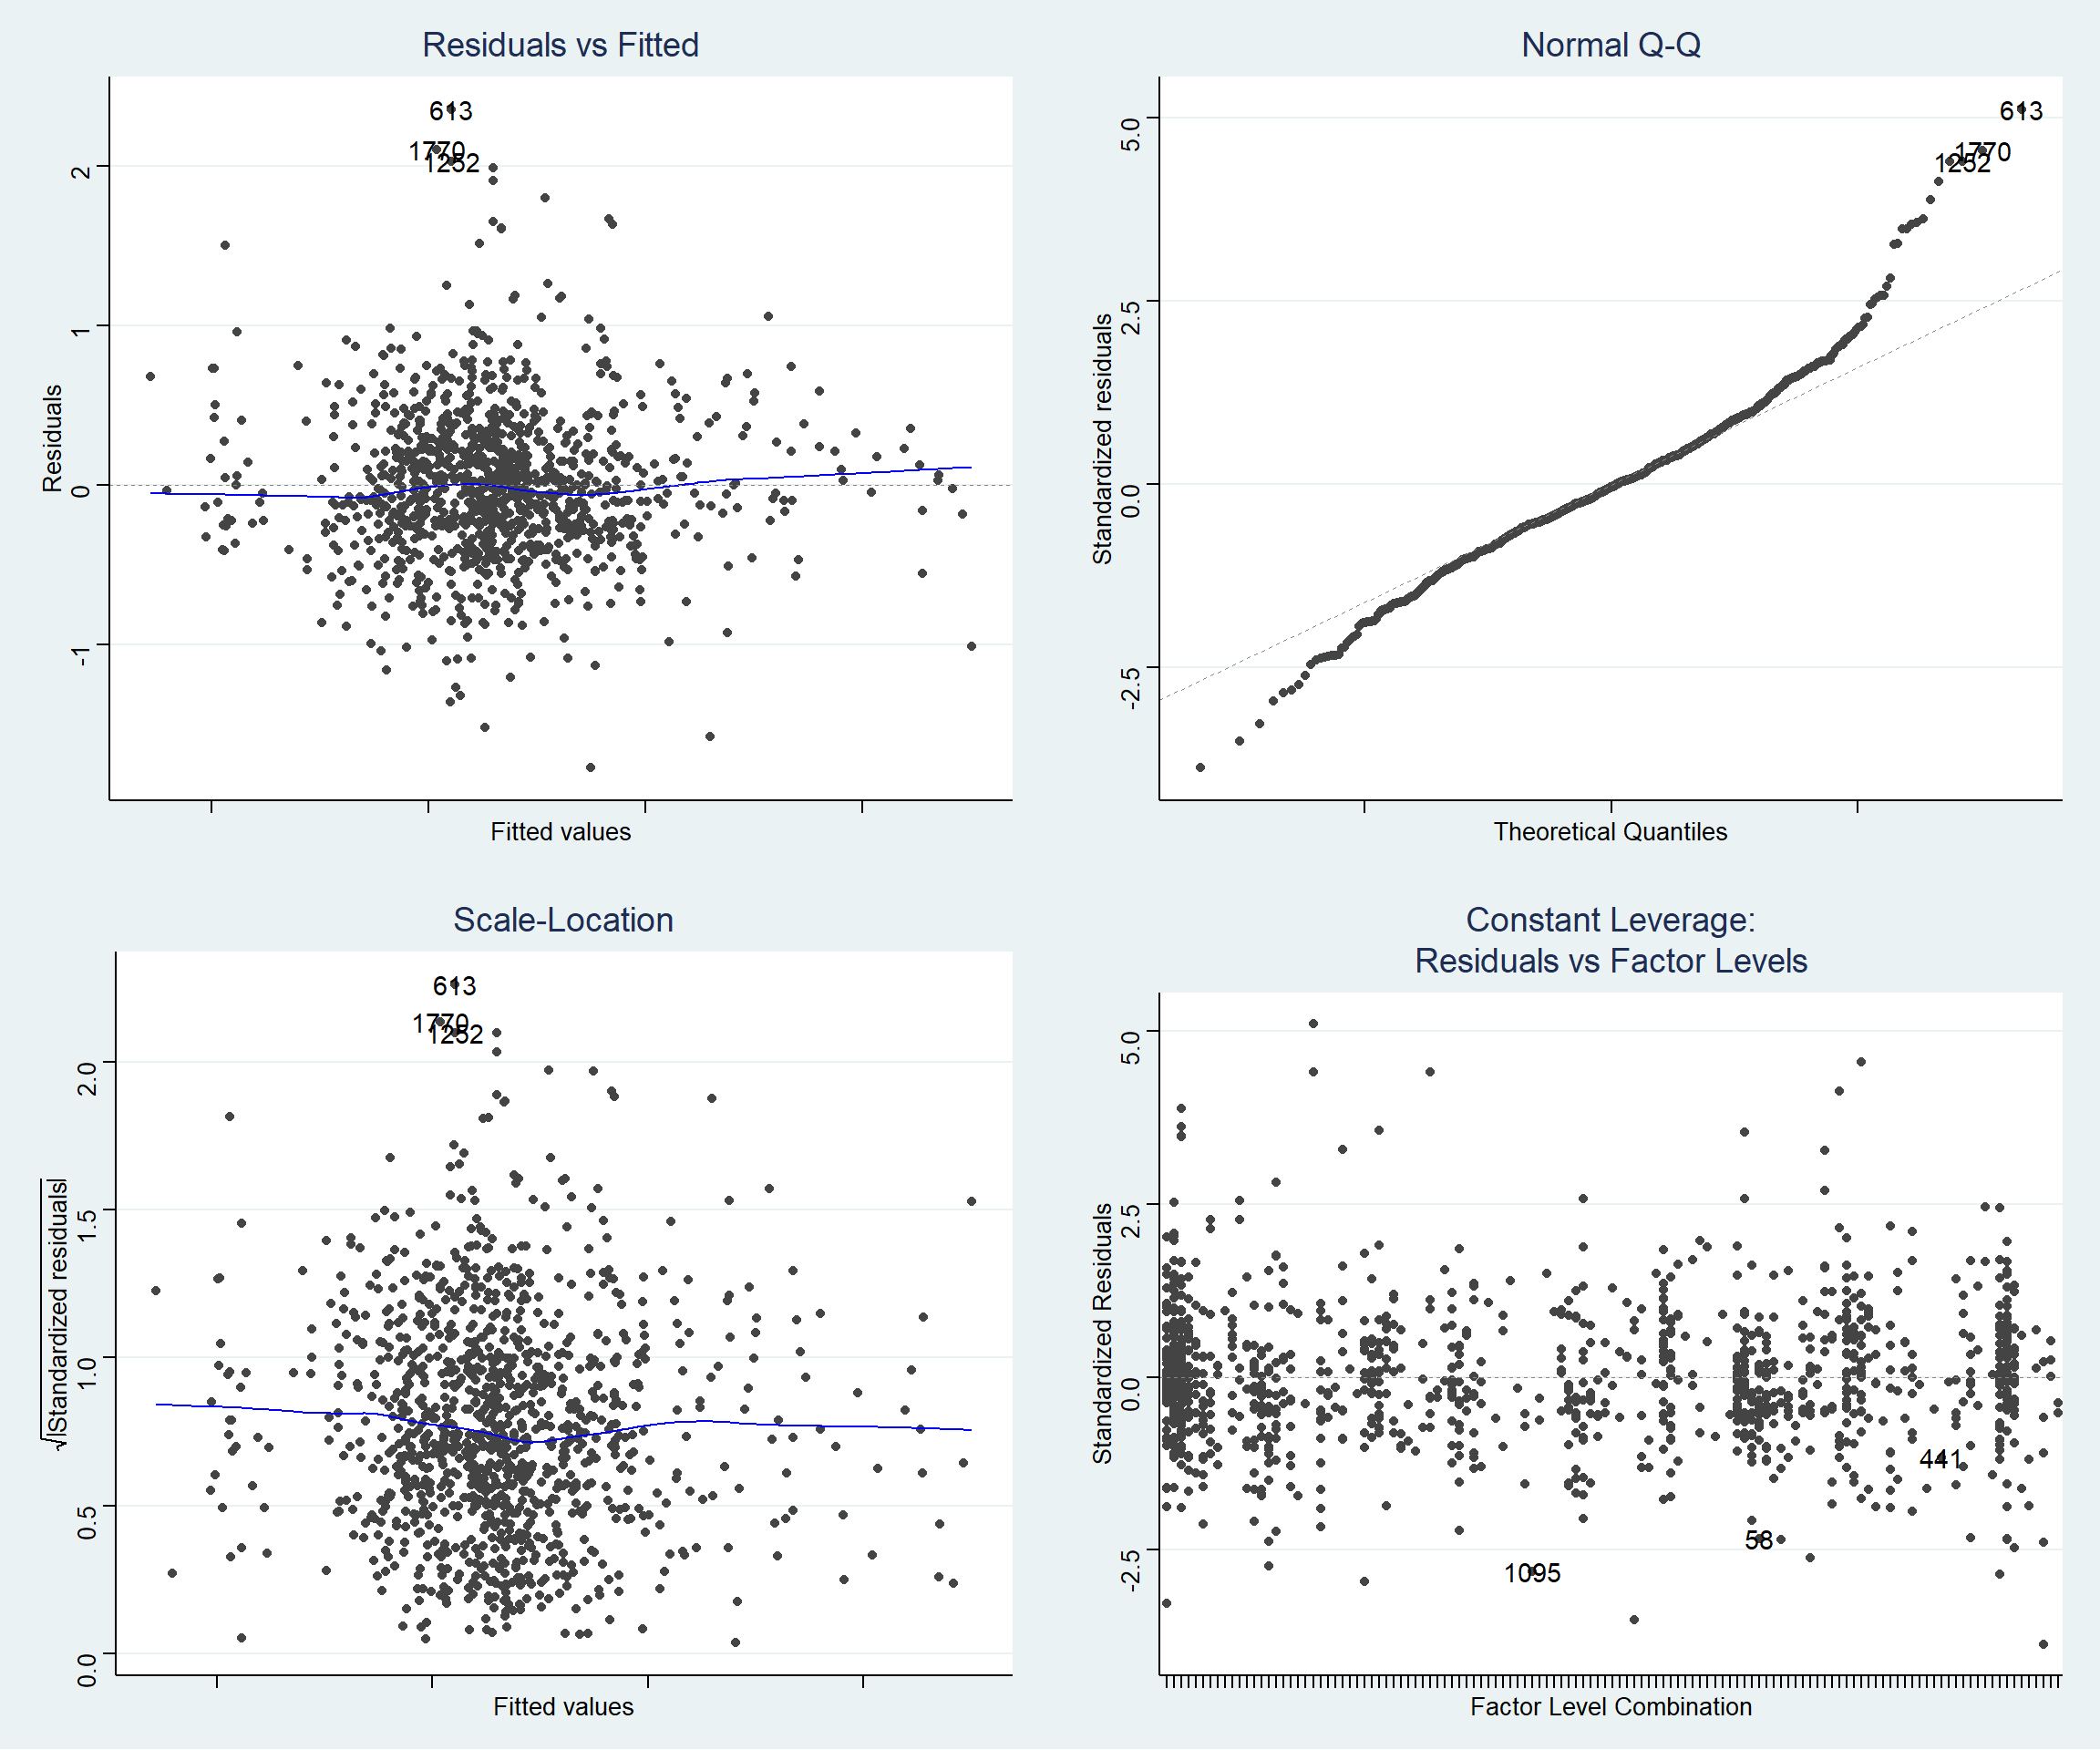 Residuals vs Fitted
613
1770
1252
2
1
0
-1
Residuals
Fitted values
Normal Q-Q
613
1770
1252
5.0
2.5
0.0
-2.5
Standardized residuals
Theoretical Quantiles
Scale-Location
613
1770
1252
2.0
1.5
1.0
0.5
0.0
√|Standardized residuals|
Fitted values
Constant Leverage:
Residuals vs Factor Levels
5.0
2.5
0.0
-2.5
441
58
1095
Standardized Residuals
Factor Level Combination